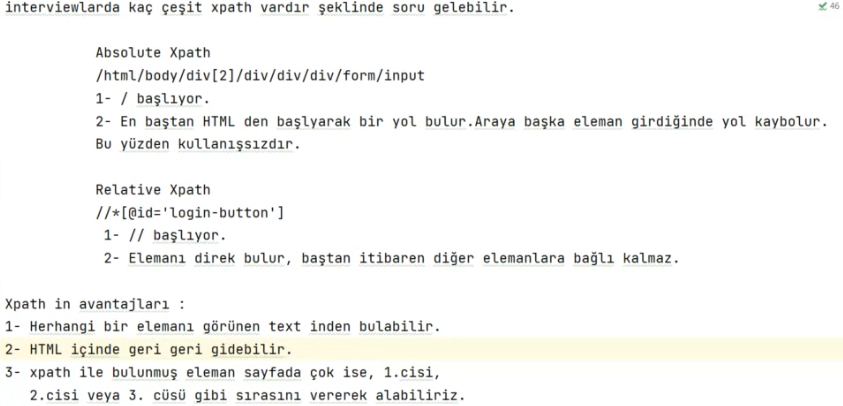 interviewlarda kaç çeşit xpath vardır şeklinde soru gelebilir.
46
Absolute Xpath
/html/body/div[2]/div/div/div/form/input
1- / başlıyor.
2- En baştan HTML den başlyarak bir yol bulur.Araya başka eleman girdiğinde yol kaybolur.
Bu yüzden kullanışsızdır.
Relative Xpath
//*[@id='login-button']
1- // başlıyor.
2- Elemanı direk bulur, baştan itibaren diğer elemanlara bağlı kalmaz.
Xpath in avantajları :
1- Herhangi bir elemanı görünen text inden bulabilir.
2- HTML içinde geri geri gidebilir.
3- xpath ile bulunmuş eleman sayfada çok ise, 1.cisi,
2.cisi veya 3. cüsü gibi sırasını vererek alabiliriz.